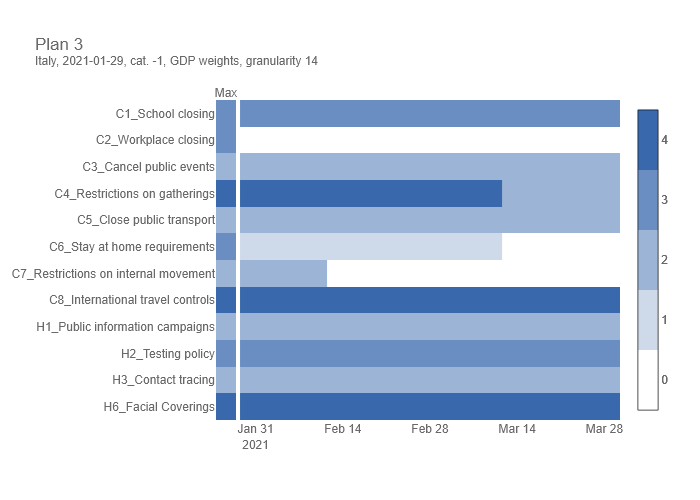 Plan 3
Italy, 2021-01-29, cat. -1, GDP weights, granularity 14
Max
C1_School closing
C2_Workplace closing
C3_Cancel public events
C4_Restrictions on gatherings
C5_Close public transport
C6_Stay at home requirements
C7_Restrictions on internal movement
C8_International travel controls
H1_Public information campaigns
H2_Testing policy
H3_Contact tracing
H6_Facial Coverings
Jan 31 Feb 14 Feb 28 Mar 14 Mar 28
2021
4
3
2
1
0